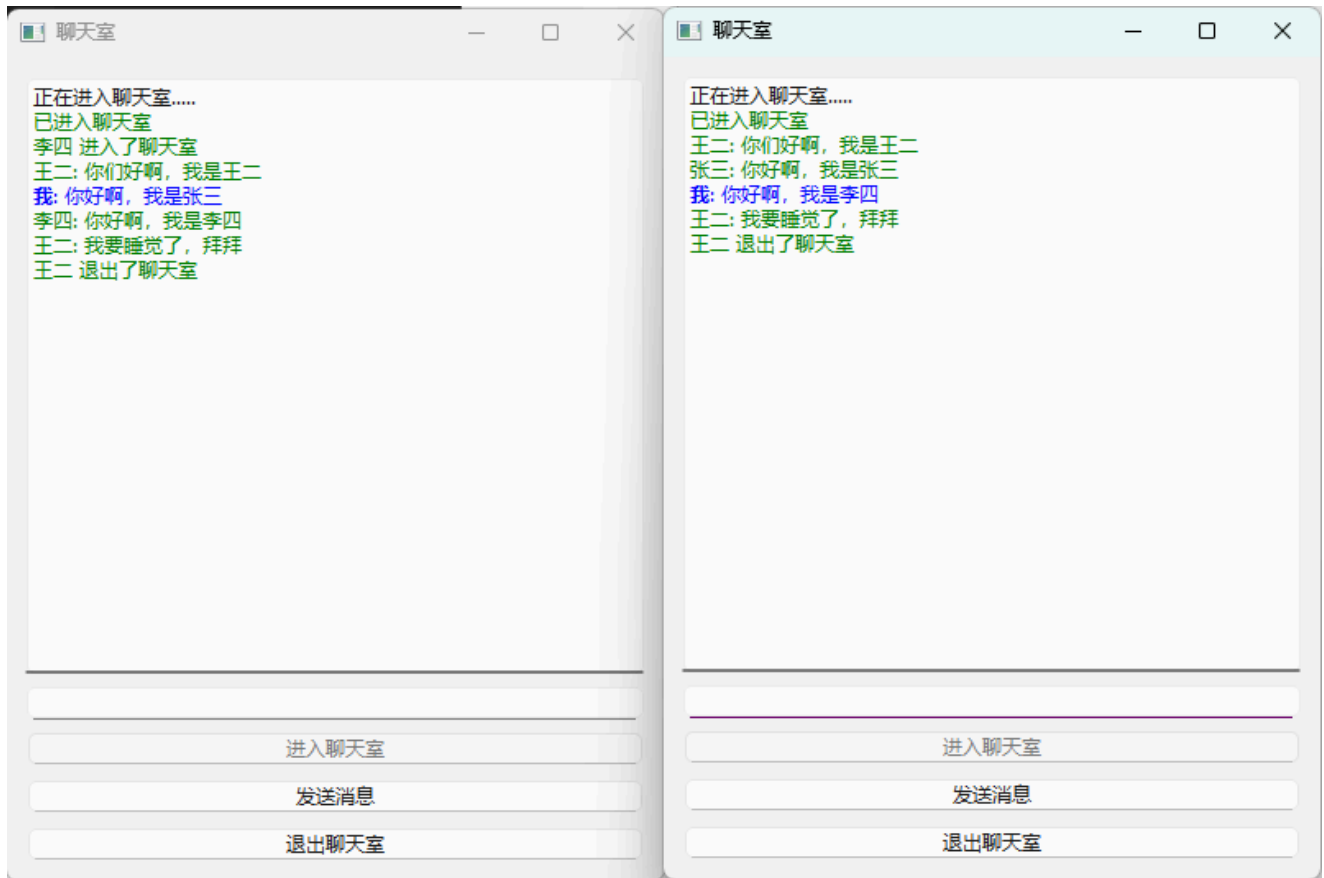 聊天室
正在进入聊天室.....
已进入聊天室
李四 进入了聊天室
王二: 你们好啊，我是王二
我: 你好啊，我是张三
李四: 你好啊，我是李四
王二: 我要睡觉了，拜拜
王二 退出了聊天室
进入聊天室
发送消息
退出聊天室
聊天室
正在进入聊天室.....
已进入聊天室
王二: 你们好啊，我是王二
张三: 你好啊，我是张三
我: 你好啊，我是李四
王二: 我要睡觉了，拜拜
王二 退出了聊天室
进入聊天室
发送消息
退出聊天室